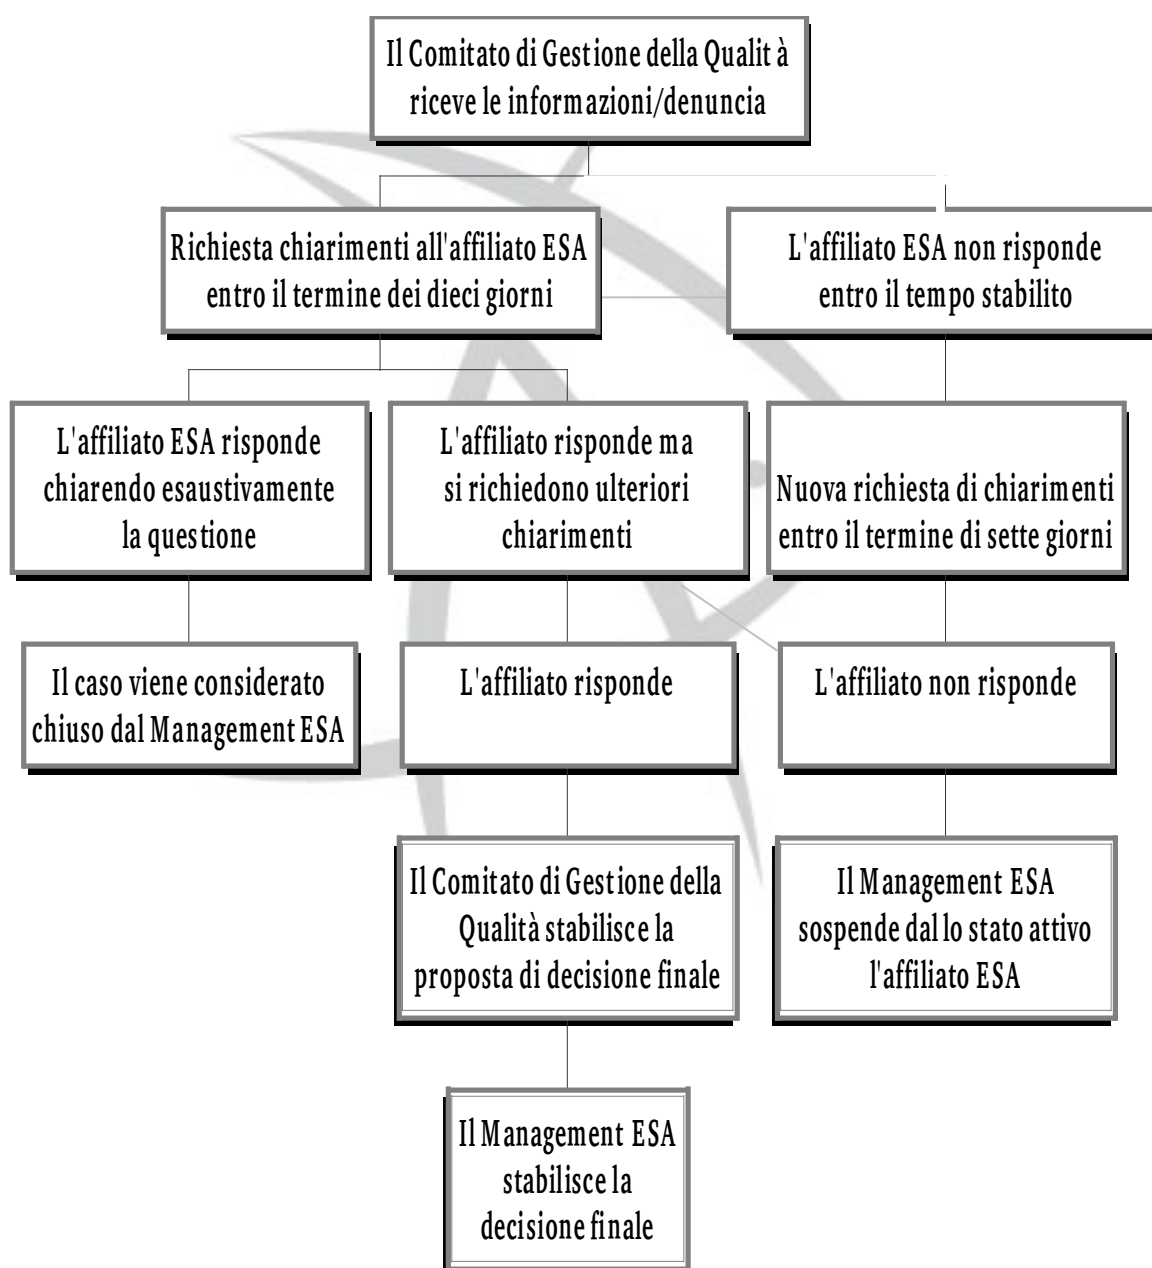 Il Comitato di Gestione della Qualità
riceve le informazioni/denuncia
Richiesta chiarimenti all'affiliato ESA
entro il termine dei dieci giorni
L'affiliato ESA non risponde
entro il tempo stabilito
L'affiliato ESA risponde
chiarendo esaustivamente
la questione
L'affiliato risponde ma
si richiedono ulteriori
chiarimenti
Nuova richiesta di chiarimenti
entro il termine di sette giorni
Il caso viene considerato
chiuso dal Management ESA
L'affiliato risponde
L'affiliato non risponde
Il Comitato di Gestione della
Qualità stabilisce la
proposta di decisione finale
Il Management ESA
sospende dallo stato attivo
l'affiliato ESA
Il Management ESA
stabilisce la
decisione finale